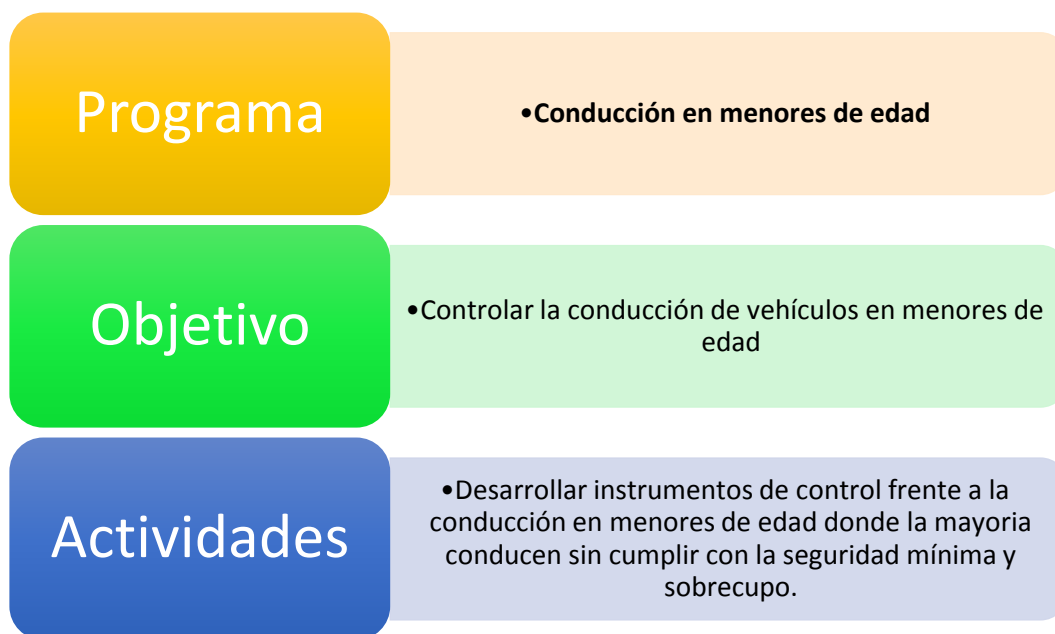 Programa
•Conducción en menores de edad
Objetivo
•Controlar la conducción de vehículos en menores de
edad
Actividades
•Desarrollar instrumentos de control frente a la
conducción en menores de edad donde la mayoria
conducen sin cumplir con la seguridad mínima y
sobrecupo.